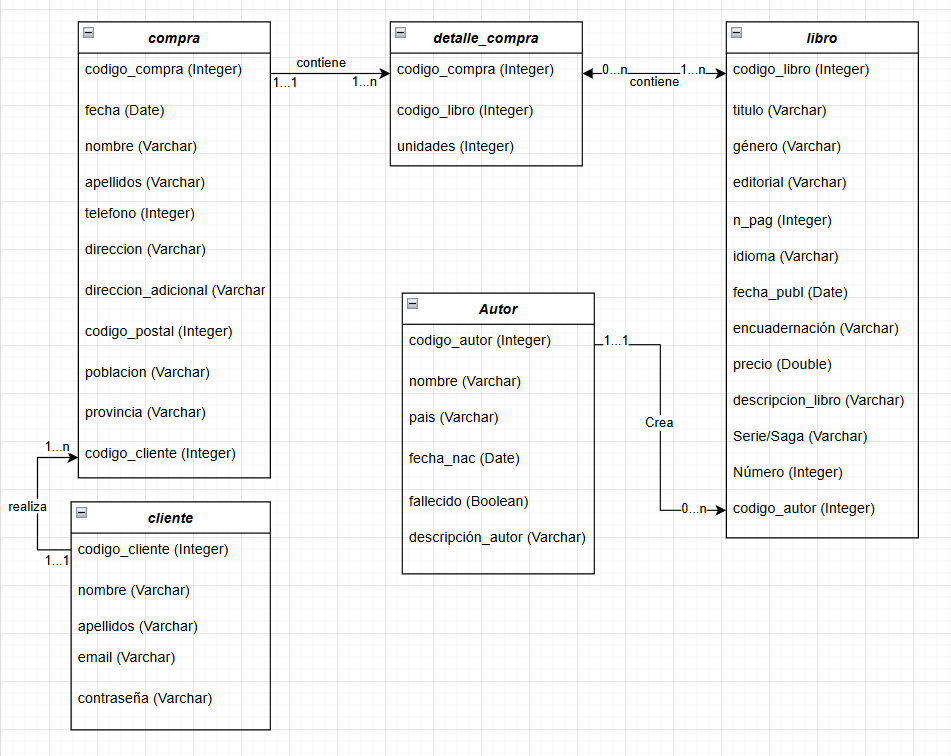 compra
codigo_compra (Integer)
fecha (Date)
nombre (Varchar)
apellidos (Varchar)
telefono (Integer)
direccion (Varchar)
direccion_adicional (Varchar
codigo_postal (Integer)
poblacion (Varchar)
provincia (Varchar)
codigo_cliente (Integer)
contiene
1...1
1...n
detalle_compra
codigo_compra (Integer)
codigo_libro (Integer)
unidades (Integer)
0...n
1...n
contiene
libro
codigo_libro (Integer)
titulo (Varchar)
género (Varchar)
editorial (Varchar)
n_pag (Integer)
idioma (Varchar)
fecha_publ (Date)
encuadernación (Varchar)
precio (Double)
descripcion_libro (Varchar)
Serie/Saga (Varchar)
Número (Integer)
codigo_autor (Integer)
Autor
codigo_autor (Integer)
nombre (Varchar)
pais (Varchar)
fecha_nac (Date)
fallecido (Boolean)
descripción_autor (Varchar)
1...1
Crea
0...n
1...n
realiza
1...1
cliente
codigo_cliente (Integer)
nombre (Varchar)
apellidos (Varchar)
email (Varchar)
contraseña (Varchar)